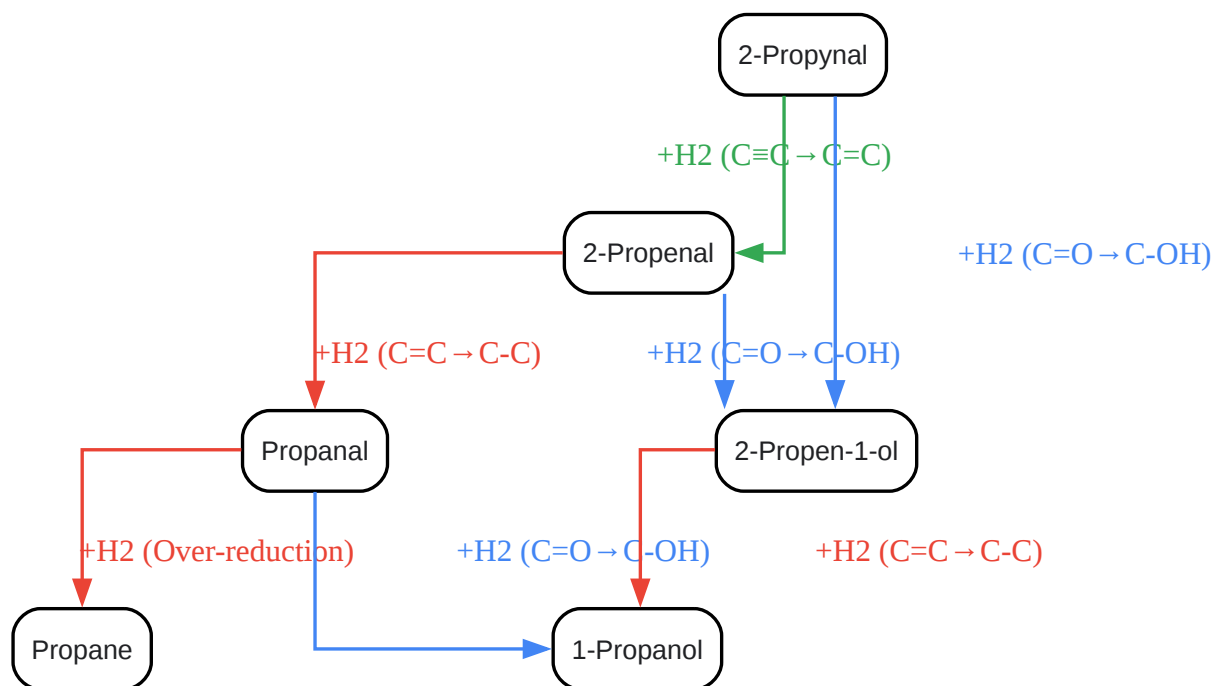 2-Propynal
+H2 (C≡C→C=C)
2-Propenal
+H2 (C=O→C-OH)
+H2 (C=C→C-C)
+H2 (C=O→C-OH)
Propanal
2-Propen-1-ol
+H2 (Over-reduction)
+H2 (C=O→C-OH)
+H2 (C=C→C-C)
Propane
1-Propanol